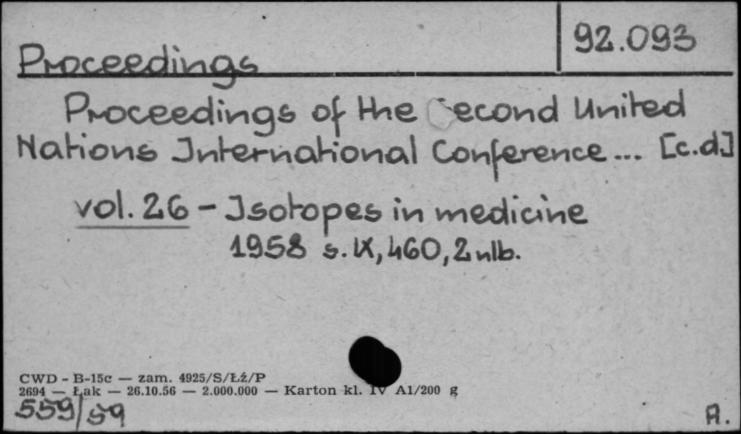 92.093
Proceedings
Proceedings of the Second United
Nations International Conference ... [c.d.]
vol. 26 - Isotopes in medicine
1958 s. IX, 460, 2 nlb.
CWD - B-15c — zam. 4925/S/Łź/P
2694 — Łak — 26.10.56 — 2.000.000 — Karton kl. IV A1/200 g
559/59
A.